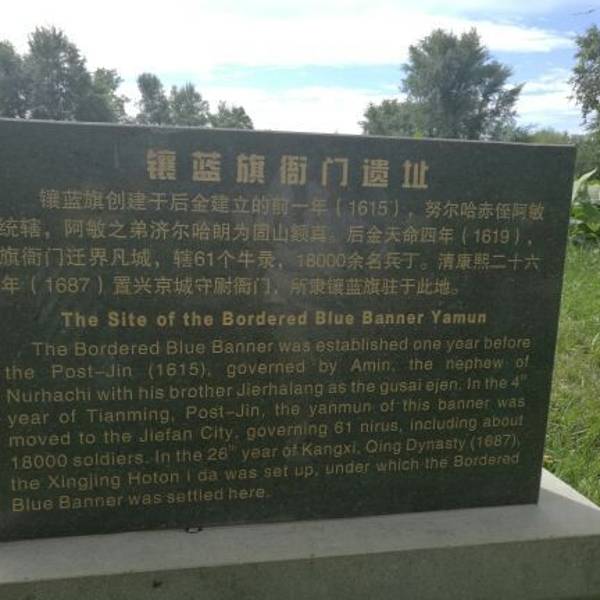 镶蓝旗衙门遗址
镶蓝旗创建于后金建立的前一年（1615），努尔哈赤侄阿敏
统辖，阿敏之弟济尔哈朗为固山额真。后金天命四年（1619），
旗衙门迁界凡城，辖61个牛录，18000余名兵丁。清康熙二十六
年（1687）置兴京城守尉衙门，所隶镶蓝旗驻于此地。
The Site of the Bordered Blue Banner Yamun
The Bordered Blue Banner was established one year before
the Post-Jin (1615), governed by Amin, the nephew of
Nurhachi with his brother Jierhalang as the gusai ejen. In the 4th
year of Tianming, Post-Jin, the yanmun of this banner was
moved to the Jiefan City, governing 61 nirus, including about
18000 soldiers. In the 26th year of Kangxi, Qing Dynasty (1687),
the Xingjing Hoton i da was set up, under which the Bordered
Blue Banner was settled here.